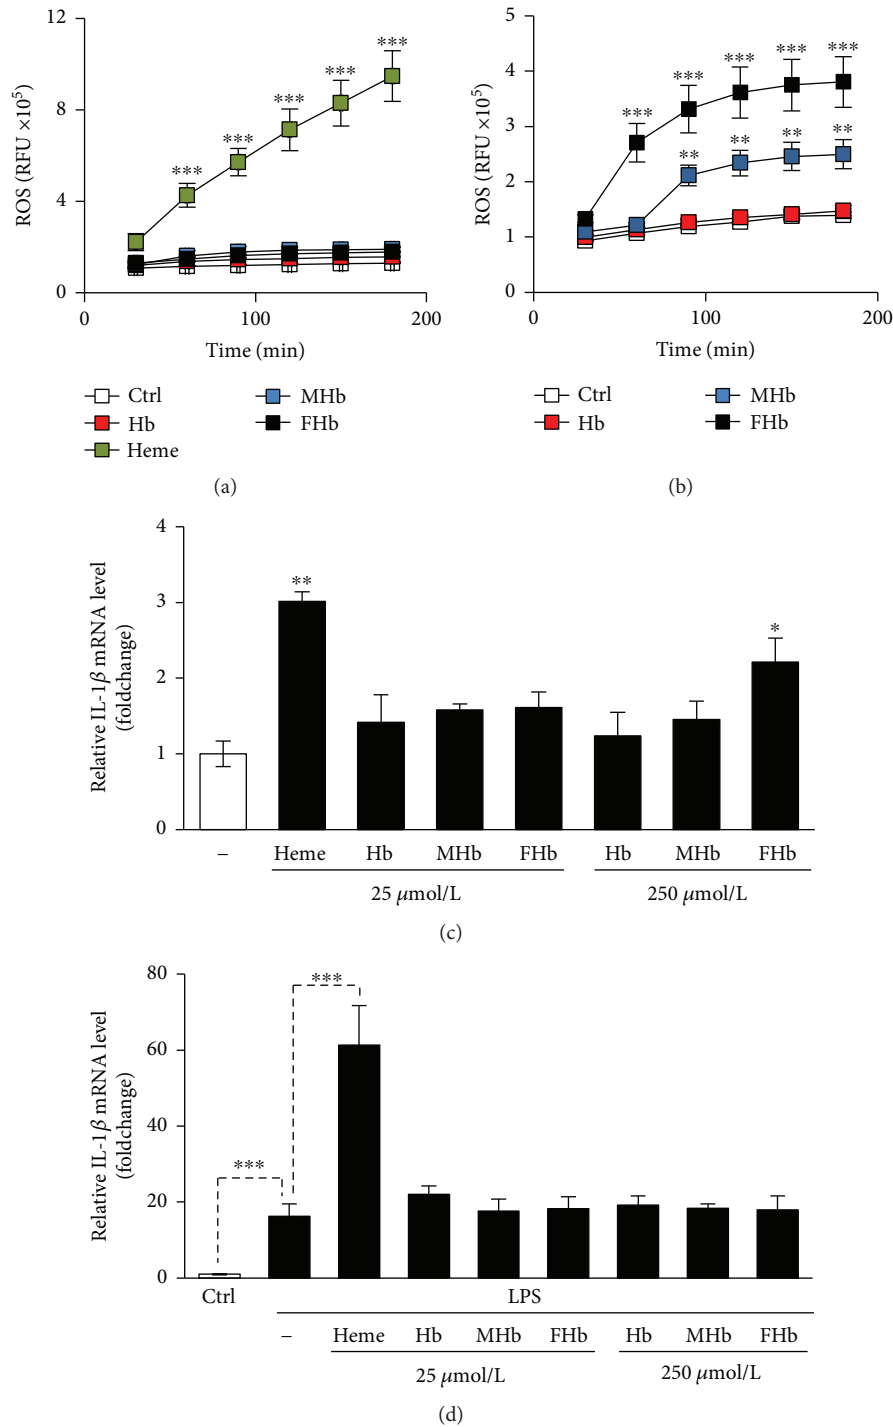 12
8
4
0
ROS (RFU ×10⁵)
*** *** *** *** *** ***
0 100 200
Time (min)
Ctrl MHb
Hb FHb
Heme
(a)
5
4
3
2
1
0
ROS (RFU ×10⁵)
*** *** *** *** ***
** ** ** **
0 100 200
Time (min)
Ctrl MHb
Hb FHb
(b)
4
3
2
1
0
Relative IL-1β mRNA level
(foldchange)
**
*
– Heme Hb MHb FHb Hb MHb FHb
25 μmol/L 250 μmol/L
(c)
80
60
40
20
0
Relative IL-1β mRNA level
(foldchange)
***
***
Ctrl LPS
– Heme Hb MHb FHb Hb MHb FHb
25 μmol/L 250 μmol/L
(d)